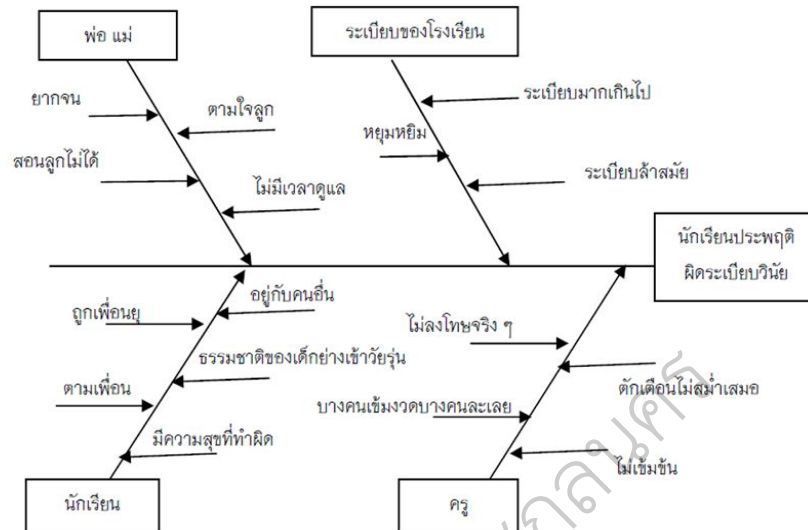 พ่อ แม่
ระเบียบของโรงเรียน
ยากจน
ตามใจลูก
สอนลูกไม่ได้
ไม่มีเวลาดูแล
ระเบียบมากเกินไป
หยุมหยิม
ระเบียบล้าสมัย
นักเรียนประพฤติ
ผิดระเบียบวินัย
ถูกเพื่อนยุ
อยู่กับคนอื่น
ธรรมชาติของเด็กย่างเข้าวัยรุ่น
ตามเพื่อน
มีความสุขที่ทำผิด
ไม่ลงโทษจริง ๆ
ตักเตือนไม่สม่ำเสมอ
บางคนเข้มงวดบางคนละเลย
ไม่เข้มข้น
นักเรียน
ครู